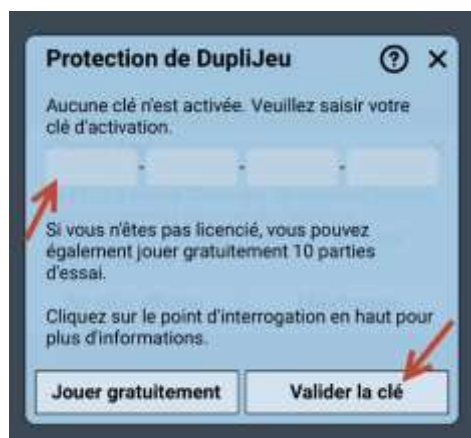 Protection de DupliJeu ? ×
Aucune clé n'est activée. Veuillez saisir votre
clé d'activation.
- - -
Si vous n'êtes pas licencié, vous pouvez
également jouer gratuitement 10 parties
d'essai.
Cliquez sur le point d'interrogation en haut pour
plus d'informations.
Jouer gratuitement Valider la clé